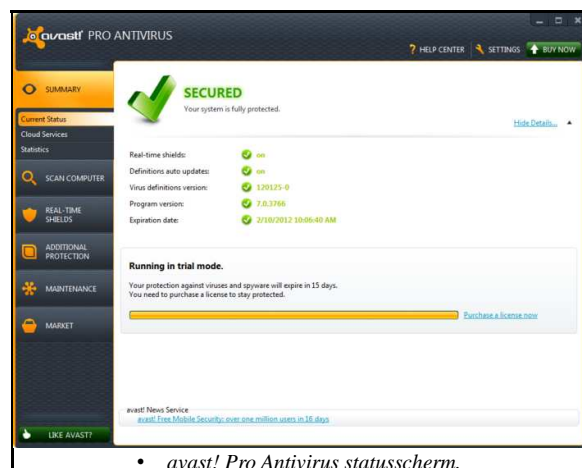 avast! PRO ANTIVIRUS
? HELP CENTER SETTINGS BUY NOW
SUMMARY
Current Status
Cloud Services
Statistics
SCAN COMPUTER
REAL-TIME
SHIELDS
ADDITIONAL
PROTECTION
MAINTENANCE
MARKET
LIKE AVAST?
SECURED
Your system is fully protected.
Hide Details...
Real-time shields: on
Definitions auto updates: on
Virus definitions version: 120125-0
Program version: 7.0.3766
Expiration date: 2/10/2012 10:06:40 AM
Running in trial mode.
Your protection against viruses and spyware will expire in 15 days.
You need to purchase a license to stay protected.
Purchase a license now
avast! News Service
avast! Free Mobile Security: over one million users in 16 days
• avast! Pro Antivirus statusscherm.